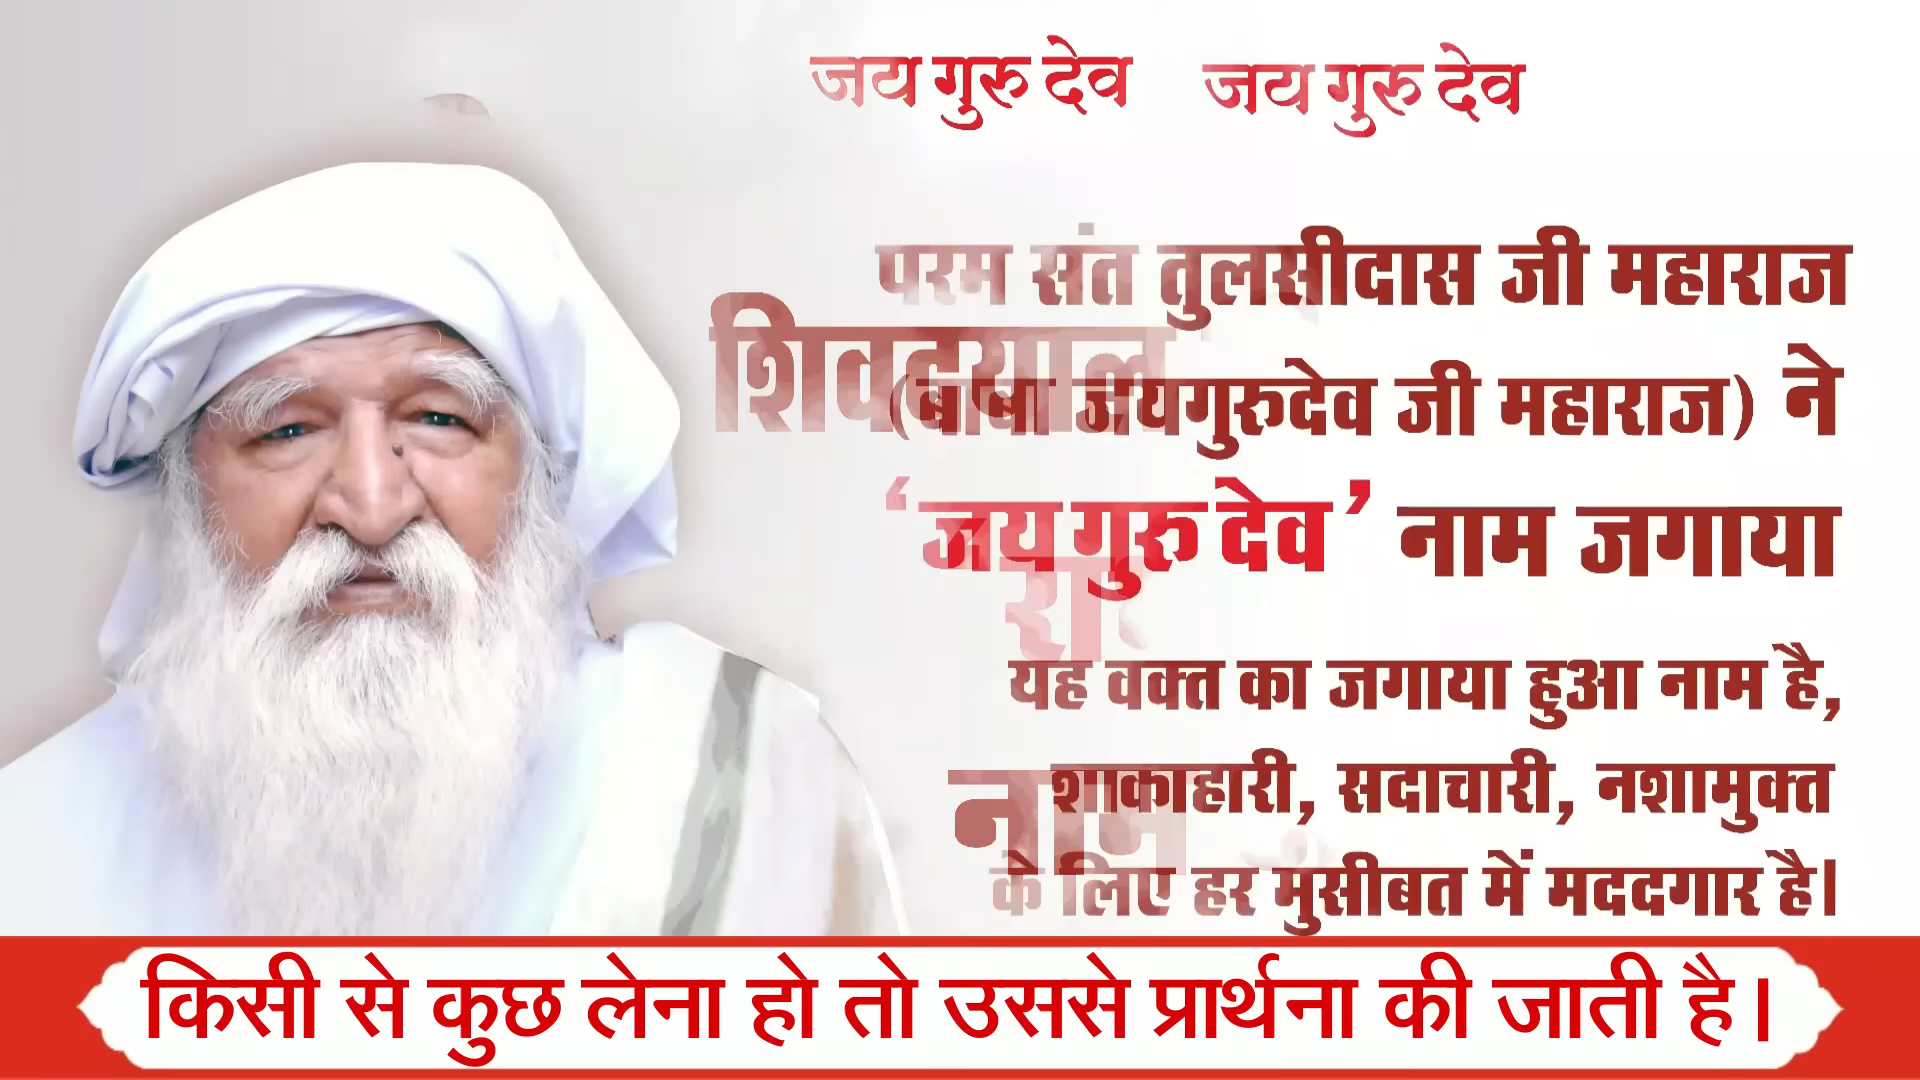 जय गुरु देव जय गुरु देव
परम संत तुलसीदास जी महाराज
शिवदयाल
(बाबा जयगुरुदेव जी महाराज) ने
‘जय गुरु देव’ नाम जगाया
रा
यह वक्त का जगाया हुआ नाम है,
नाम
शाकाहारी, सदाचारी, नशामुक्त
के लिए हर मुसीबत में मददगार है।
किसी से कुछ लेना हो तो उससे प्रार्थना की जाती है।